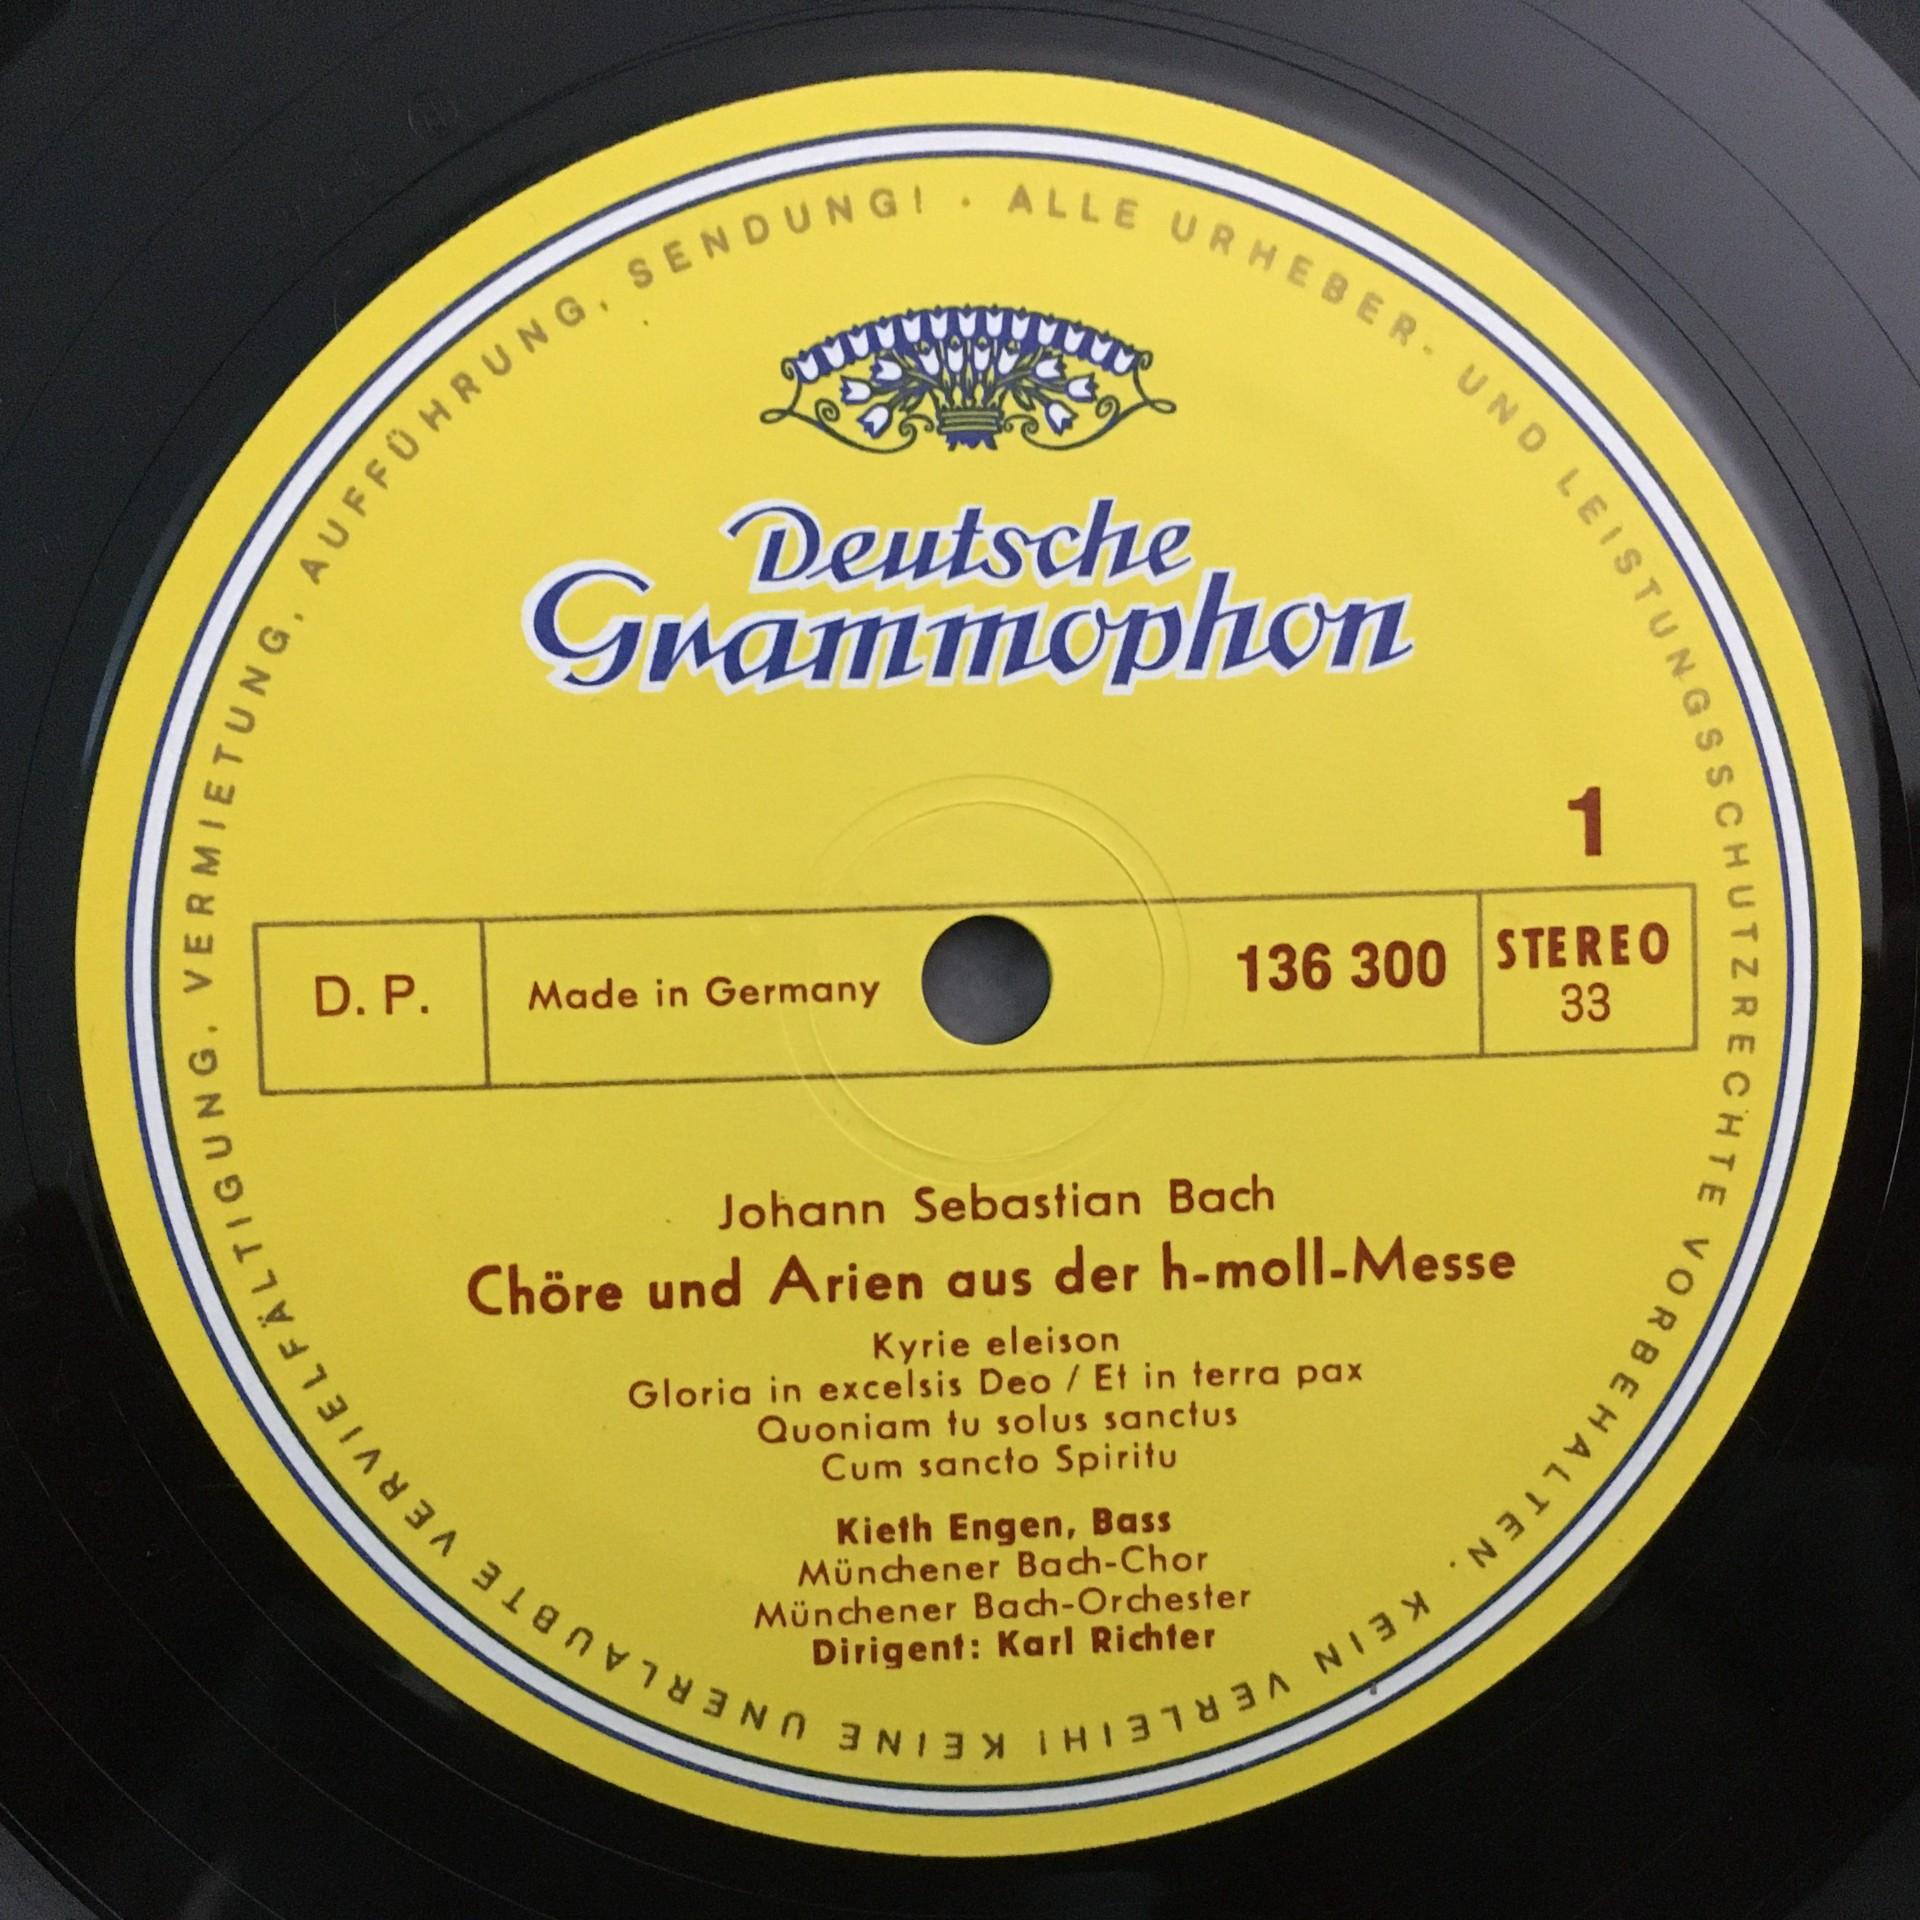 ALLE URHEBER- UND LEISTUNGSSCHUTZRECHTE VORBEHALTEN. KEIN VERLEIH! KEINE UNERLAUBTE VERVIELFÄLTIGUNG, VERMIETUNG, AUFFÜHRUNG, SENDUNG! ·
Deutsche
Grammophon
1
D. P.
Made in Germany
136 300
STEREO
33
Johann Sebastian Bach
Chöre und Arien aus der h-moll-Messe
Kyrie eleison
Gloria in excelsis Deo / Et in terra pax
Quoniam tu solus sanctus
Cum sancto Spiritu
Kieth Engen, Bass
Münchener Bach-Chor
Münchener Bach-Orchester
Dirigent: Karl Richter